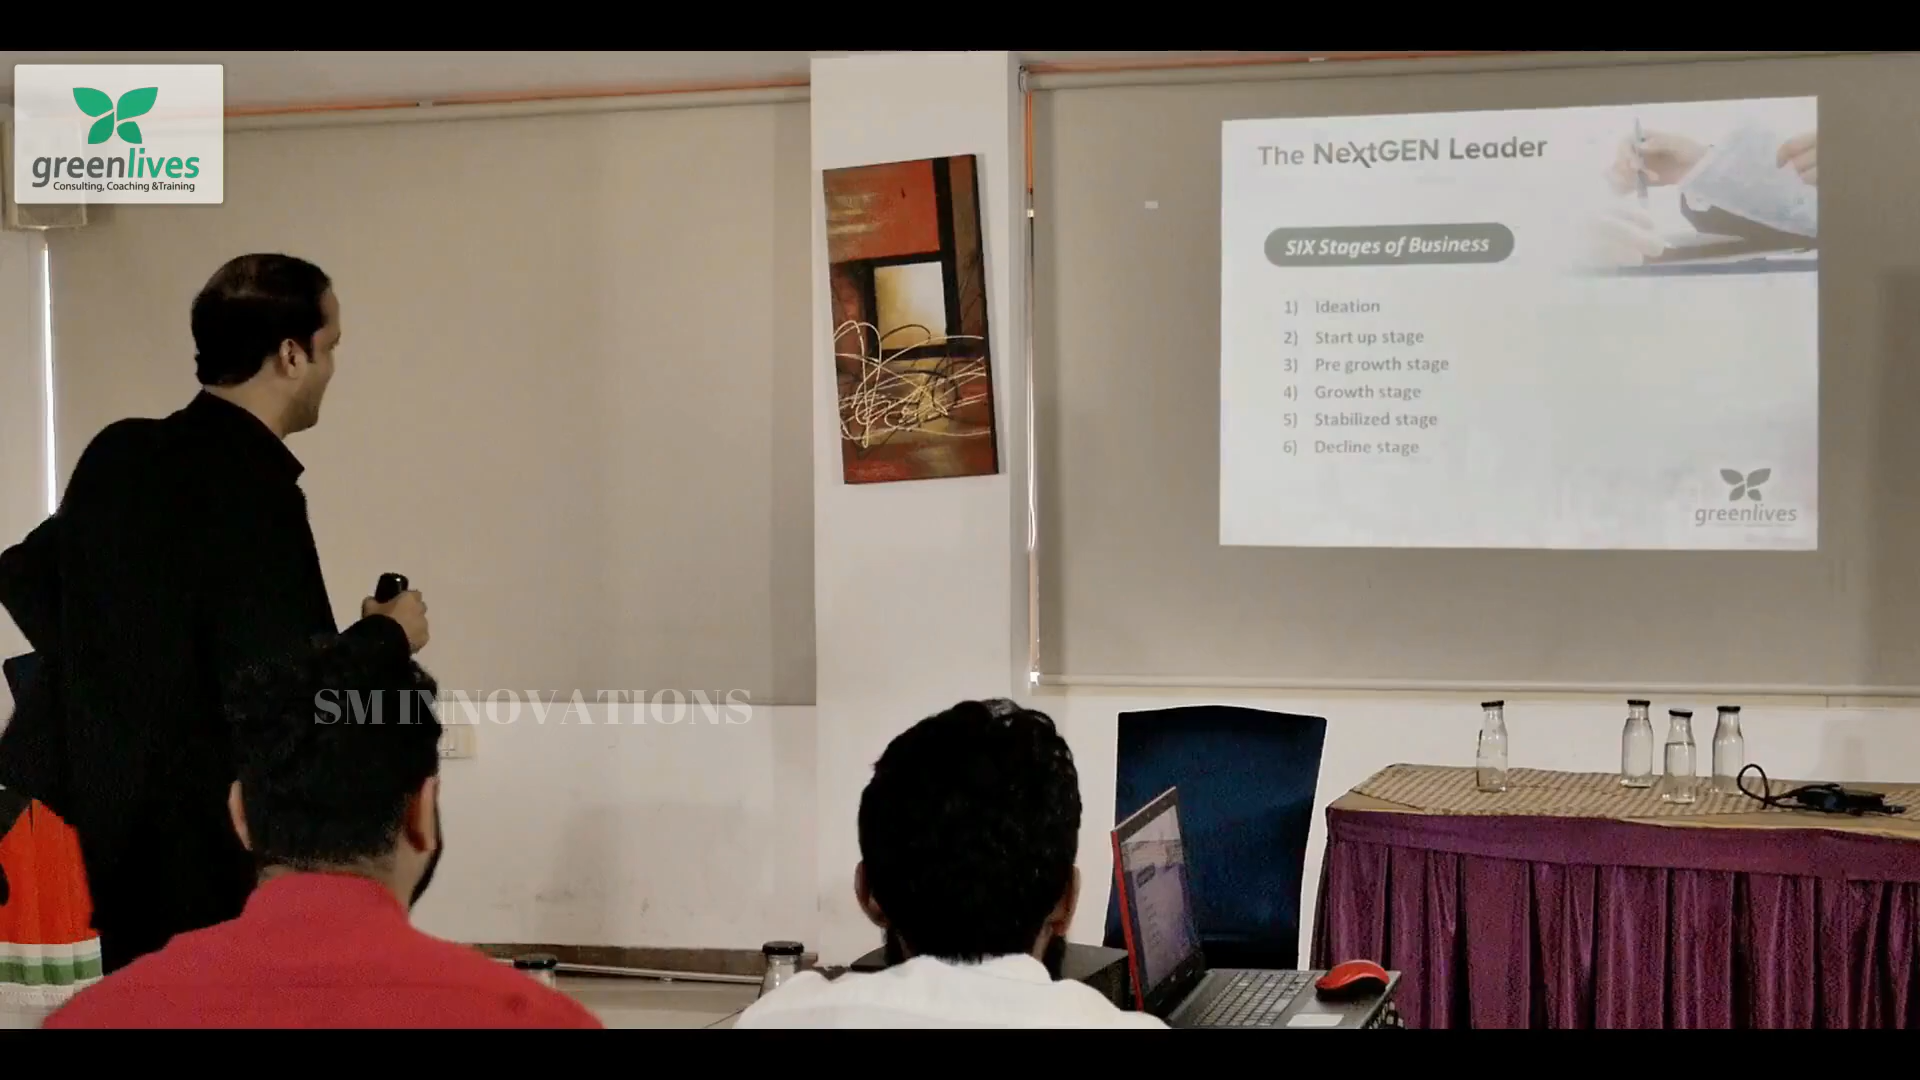 greenlives
Consulting, Coaching &Training
The NextGEN Leader
SIX Stages of Business
1) Ideation
2) Start up stage
3) Pre growth stage
4) Growth stage
5) Stabilized stage
6) Decline stage
greenlives
SM INNOVATIONS